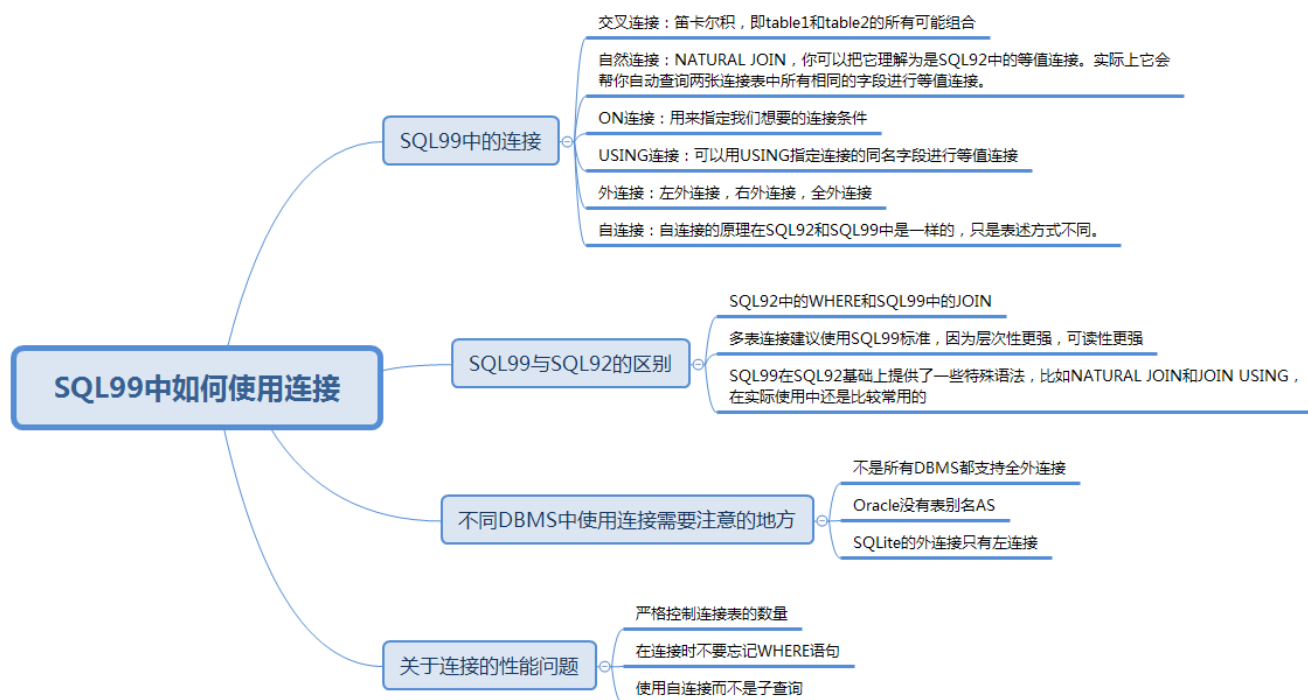 SQL99中如何使用连接
SQL99中的连接
交叉连接：笛卡尔积，即table1和table2的所有可能组合
自然连接：NATURAL JOIN，你可以把它理解为是SQL92中的等值连接。实际上它会
帮你自动查询两张连接表中所有相同的字段进行等值连接。
ON连接：用来指定我们想要的连接条件
USING连接：可以用USING指定连接的同名字段进行等值连接
外连接：左外连接，右外连接，全外连接
自连接：自连接的原理在SQL92和SQL99中是一样的，只是表述方式不同。
SQL99与SQL92的区别
SQL92中的WHERE和SQL99中的JOIN
多表连接建议使用SQL99标准，因为层次性更强，可读性更强
SQL99在SQL92基础上提供了一些特殊语法，比如NATURAL JOIN和JOIN USING，
在实际使用中还是比较常用的
不同DBMS中使用连接需要注意的地方
不是所有DBMS都支持全外连接
Oracle没有表别名AS
SQLite的外连接只有左连接
关于连接的性能问题
严格控制连接表的数量
在连接时不要忘记WHERE语句
使用自连接而不是子查询